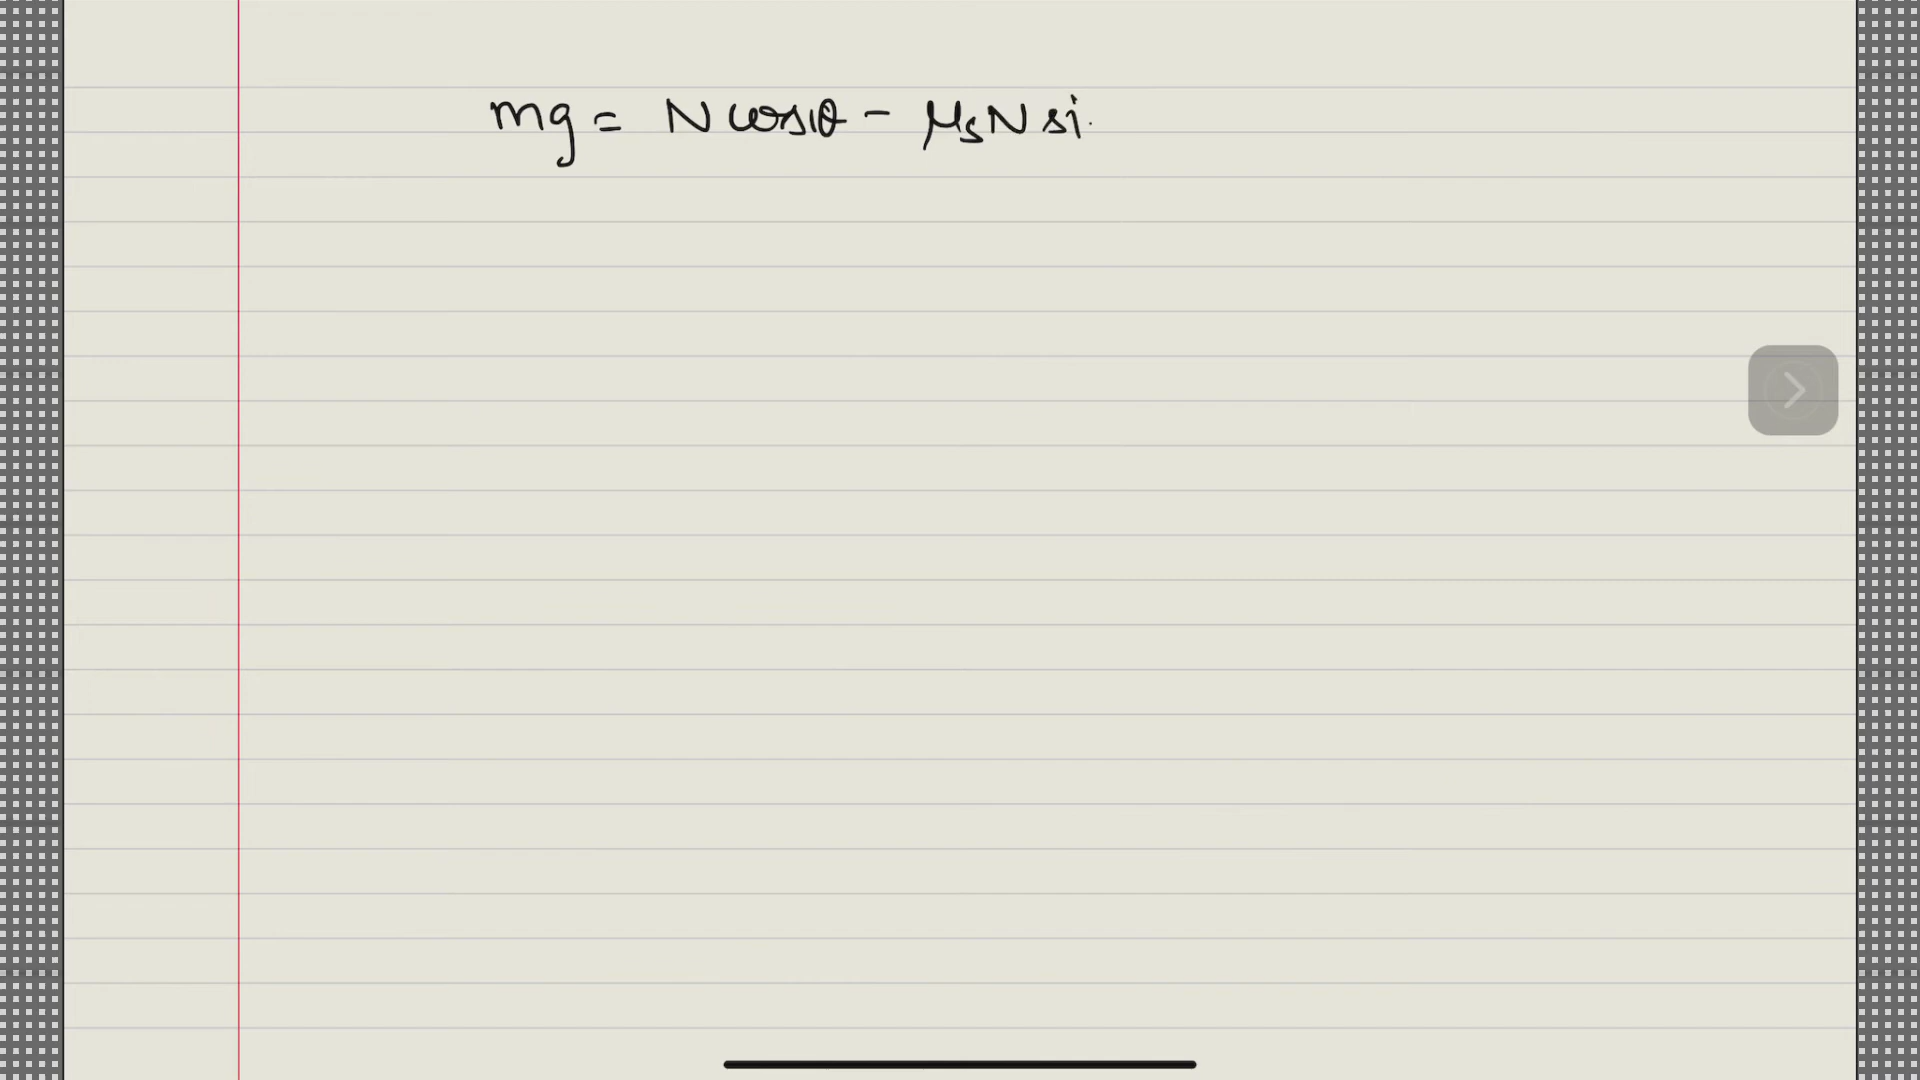 mg = N cosθ - μsN si